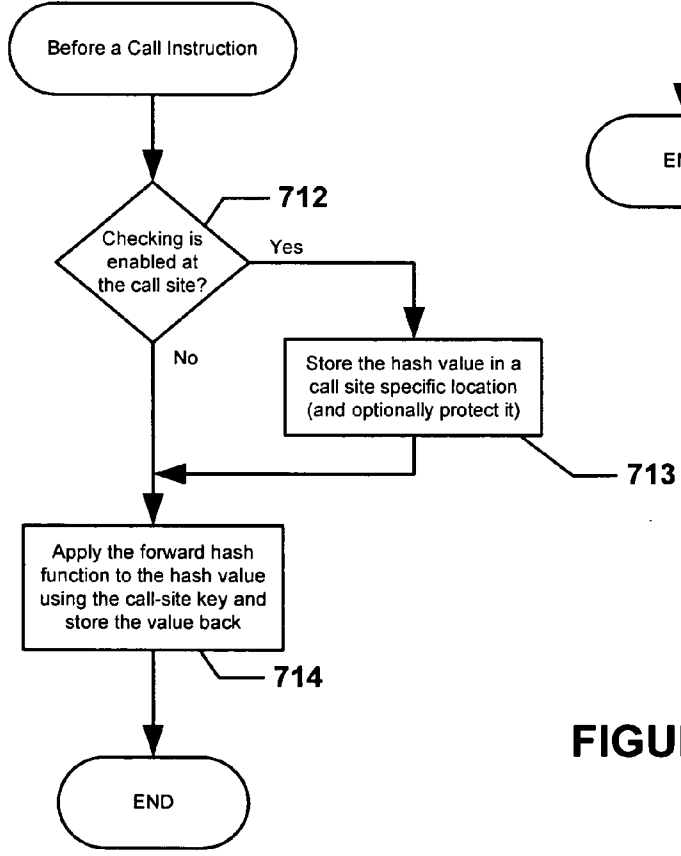 Before a Call Instruction
712
Checking is
enabled at
the call site?
Yes
No
Store the hash value in a
call site specific location
(and optionally protect it)
713
Apply the forward hash
function to the hash value
using the call-site key and
store the value back
714
END